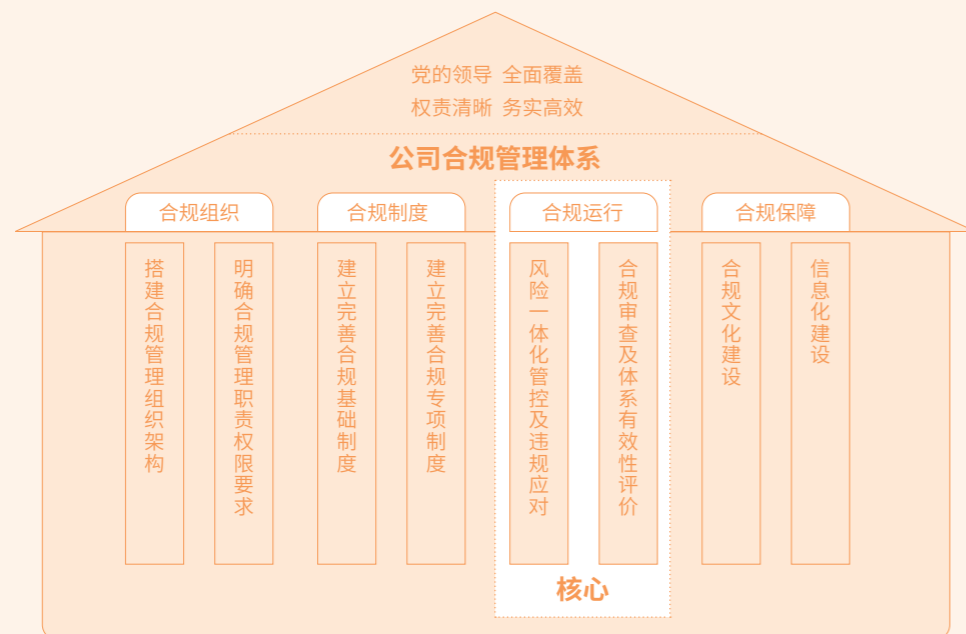 党的领导 全面覆盖
权责清晰 务实高效
公司合规管理体系
合规组织
合规制度
合规运行
合规保障
搭建合规管理组织架构
明确合规管理职责权限要求
建立完善合规基础制度
建立完善合规专项制度
风险一体化管控及违规应对
合规审查及体系有效性评价
合规文化建设
信息化建设
核心